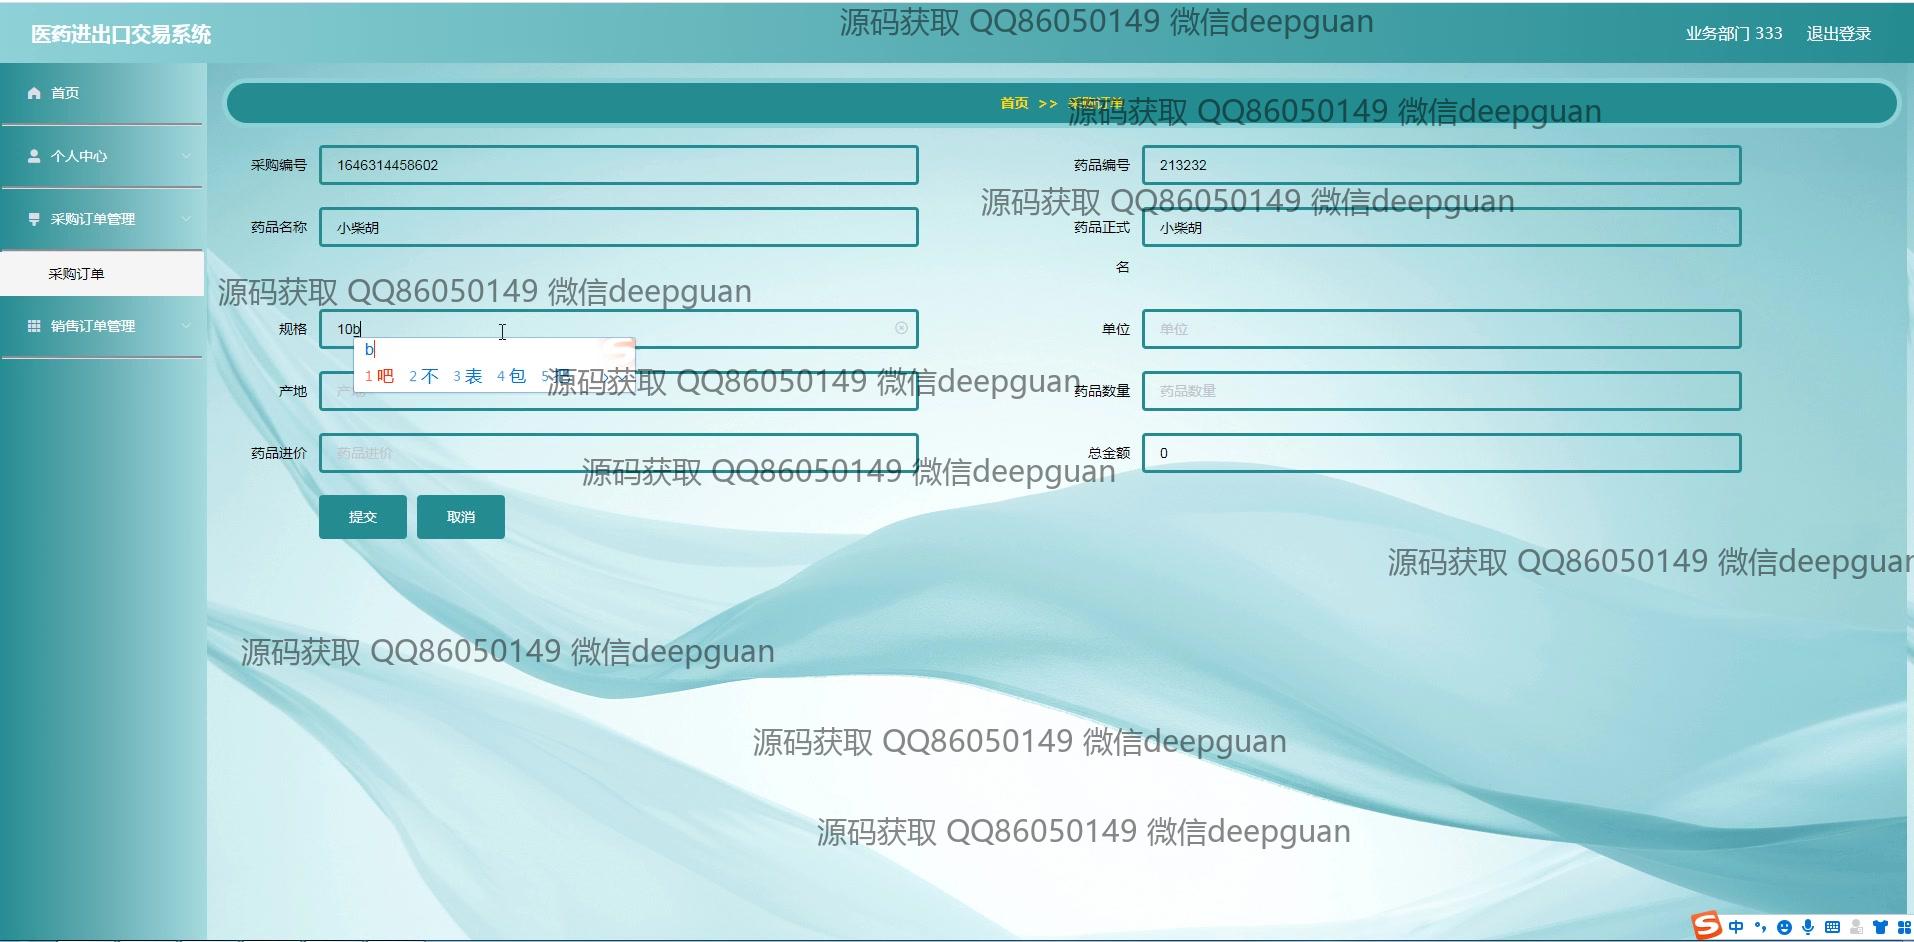 医药进出口交易系统
源码获取 QQ86050149 微信deepguan
业务部门 333
退出登录
首页
首页 >> 采购订单
源码获取 QQ86050149 微信deepguan
个人中心
采购编号
1646314458602
药品编号
213232
源码获取 QQ86050149 微信deepguan
采购订单管理
药品名称
小柴胡
药品正式名
小柴胡
采购订单
源码获取 QQ86050149 微信deepguan
销售订单管理
规格
10b
单位
单位
b
1 吧 2 不 3 表 4 包 5
源码获取 QQ86050149 微信deepguan
产地
药品数量
药品数量
药品进价
药品进价
总金额
0
源码获取 QQ86050149 微信deepguan
提交
取消
源码获取 QQ86050149 微信deepguan
源码获取 QQ86050149 微信deepguan
源码获取 QQ86050149 微信deepguan
源码获取 QQ86050149 微信deepguan
中